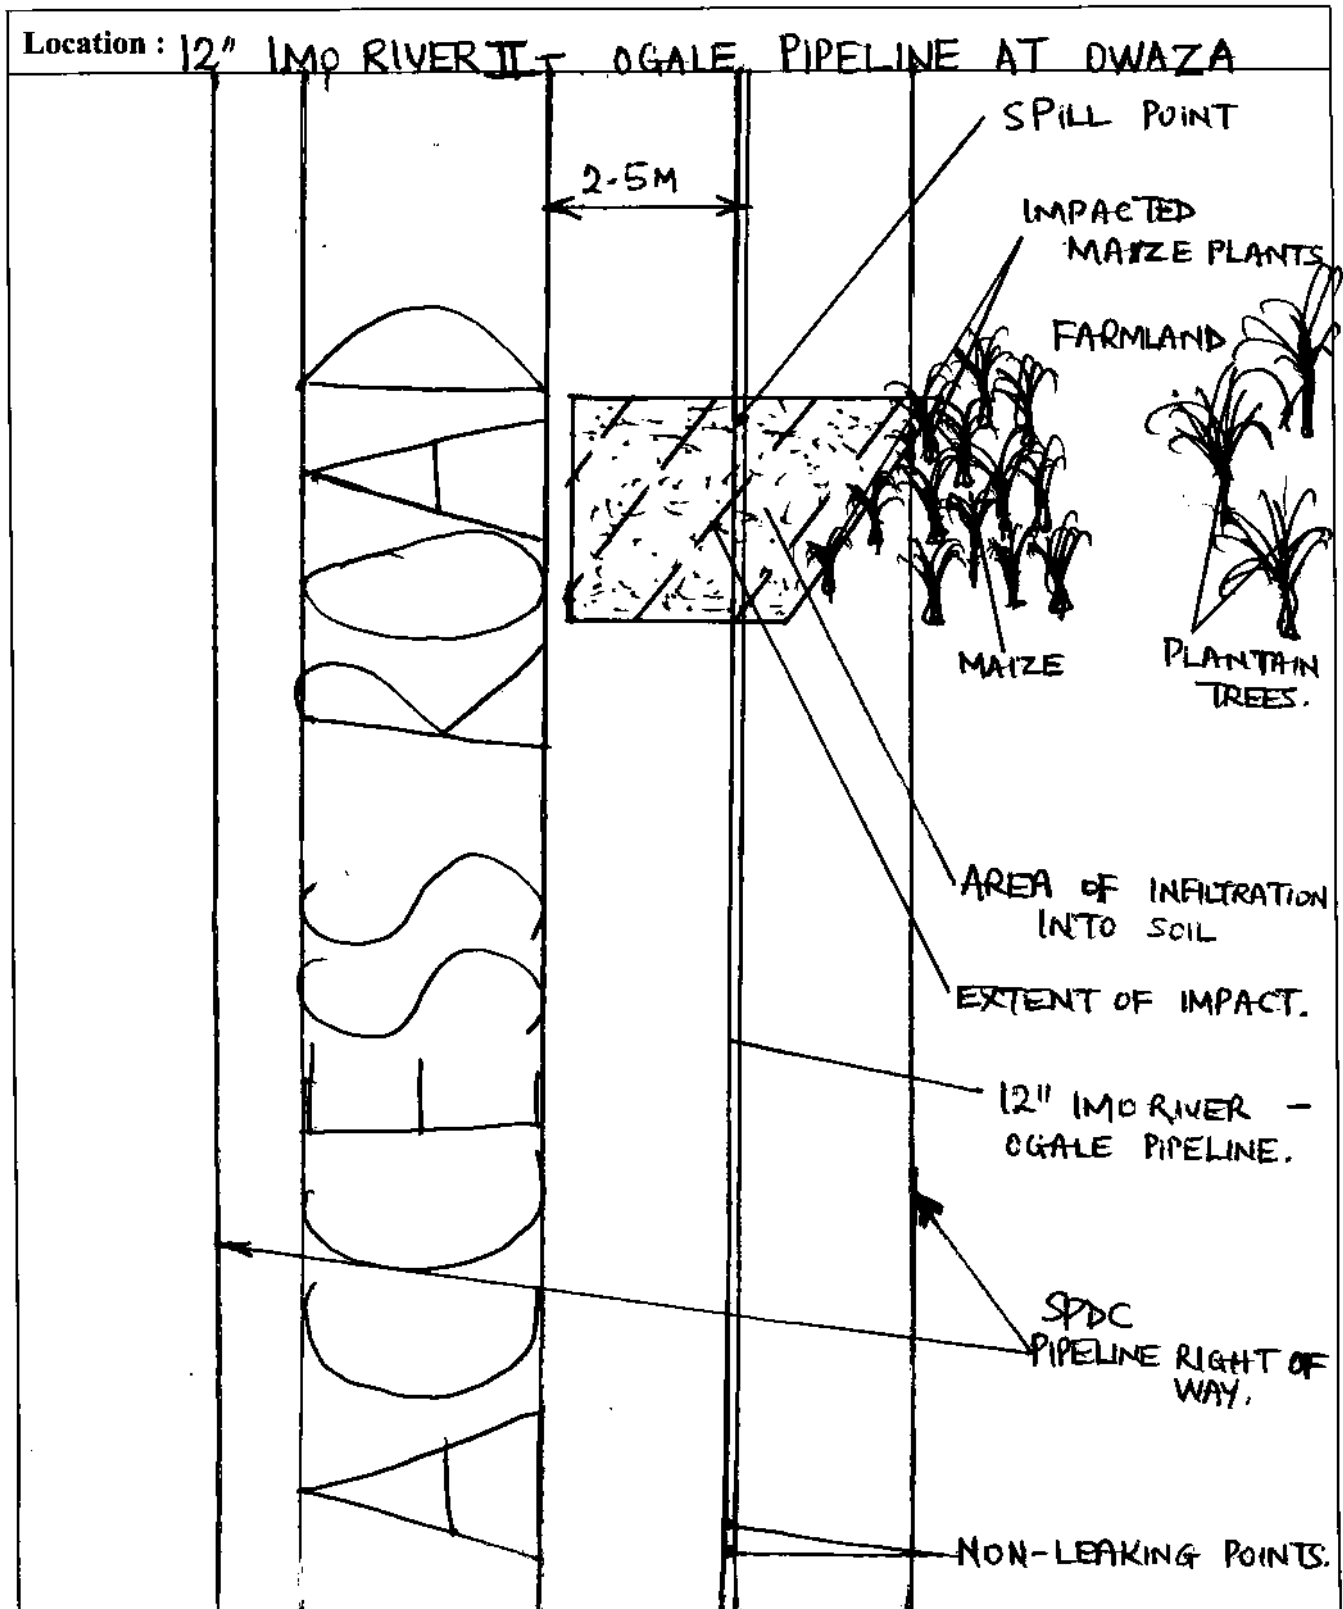 Location : 12" IMO RIVER II - OGALE PIPELINE AT OWAZA
SPILL POINT
2.5M
IMPACTED
MAIZE PLANTS
FARMLAND
MAIZE
PLANTAIN
TREES.
ACCESS ROAD
AREA OF INFILTRATION
INTO SOIL
EXTENT OF IMPACT.
12" IMO RIVER -
OGALE PIPELINE.
SPDC
PIPELINE RIGHT OF
WAY.
NON-LEAKING POINTS.